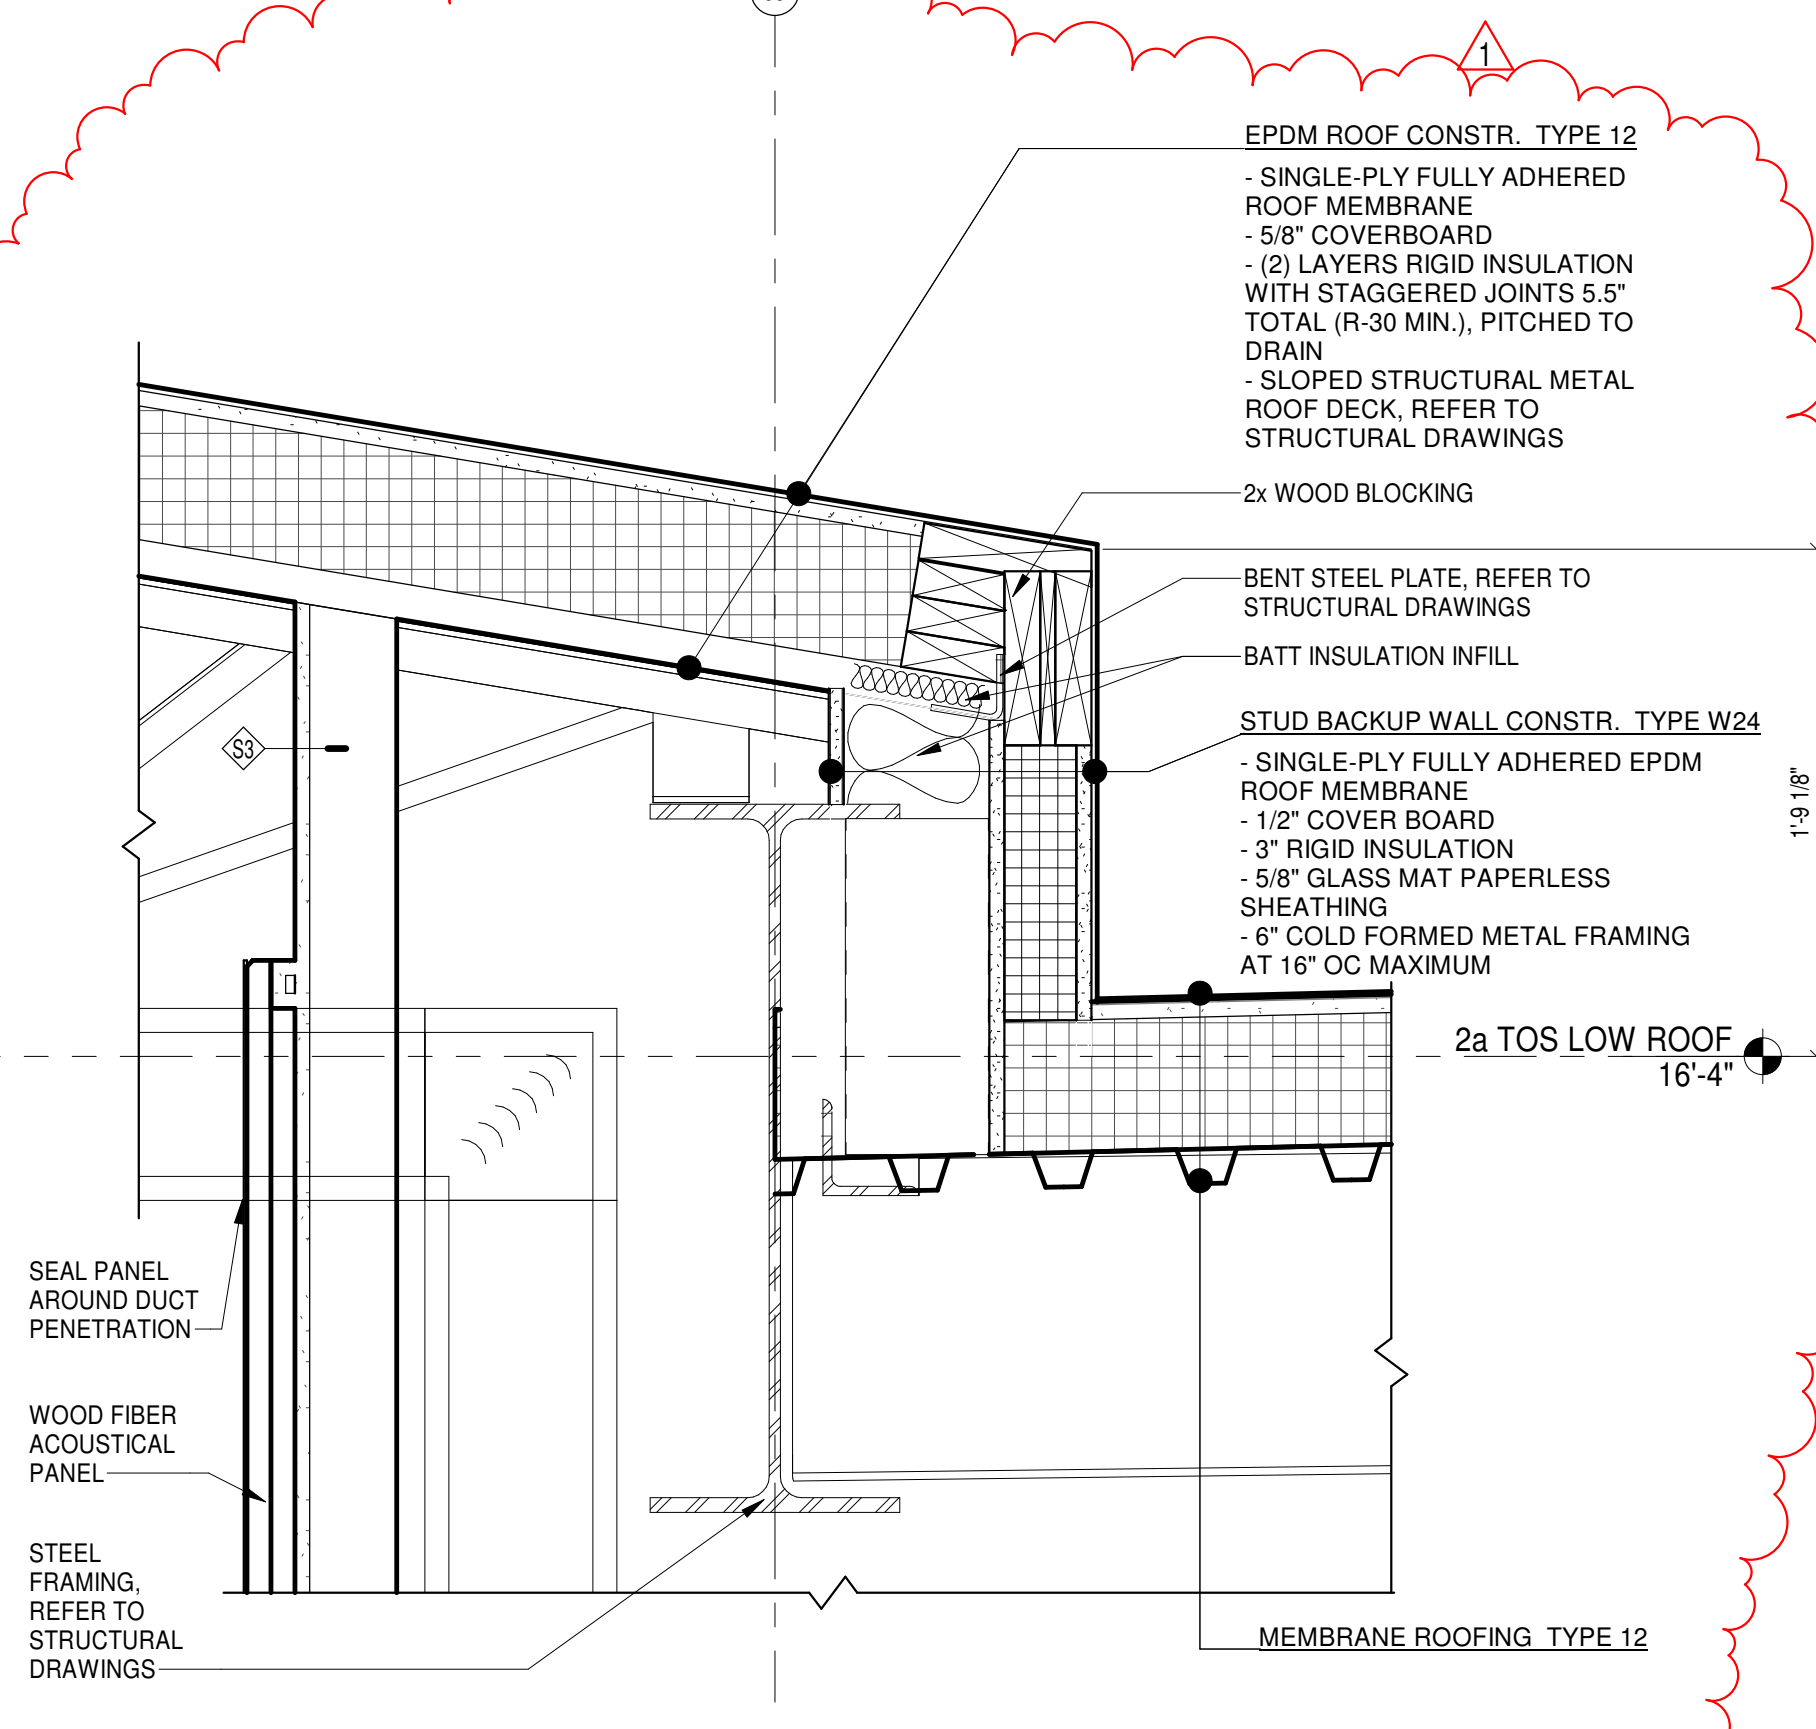 1
EPDM ROOF CONSTR. TYPE 12
- SINGLE-PLY FULLY ADHERED
ROOF MEMBRANE
- 5/8" COVERBOARD
- (2) LAYERS RIGID INSULATION
WITH STAGGERED JOINTS 5.5"
TOTAL (R-30 MIN.), PITCHED TO
DRAIN
- SLOPED STRUCTURAL METAL
ROOF DECK, REFER TO
STRUCTURAL DRAWINGS
2x WOOD BLOCKING
BENT STEEL PLATE, REFER TO
STRUCTURAL DRAWINGS
BATT INSULATION INFILL
STUD BACKUP WALL CONSTR. TYPE W24
- SINGLE-PLY FULLY ADHERED EPDM
ROOF MEMBRANE
- 1/2" COVER BOARD
- 3" RIGID INSULATION
- 5/8" GLASS MAT PAPERLESS
SHEATHING
- 6" COLD FORMED METAL FRAMING
AT 16" OC MAXIMUM
1'-9 1/8"
S3
2a TOS LOW ROOF
16'-4"
SEAL PANEL
AROUND DUCT
PENETRATION
WOOD FIBER
ACOUSTICAL
PANEL
STEEL
FRAMING,
REFER TO
STRUCTURAL
DRAWINGS
MEMBRANE ROOFING TYPE 12